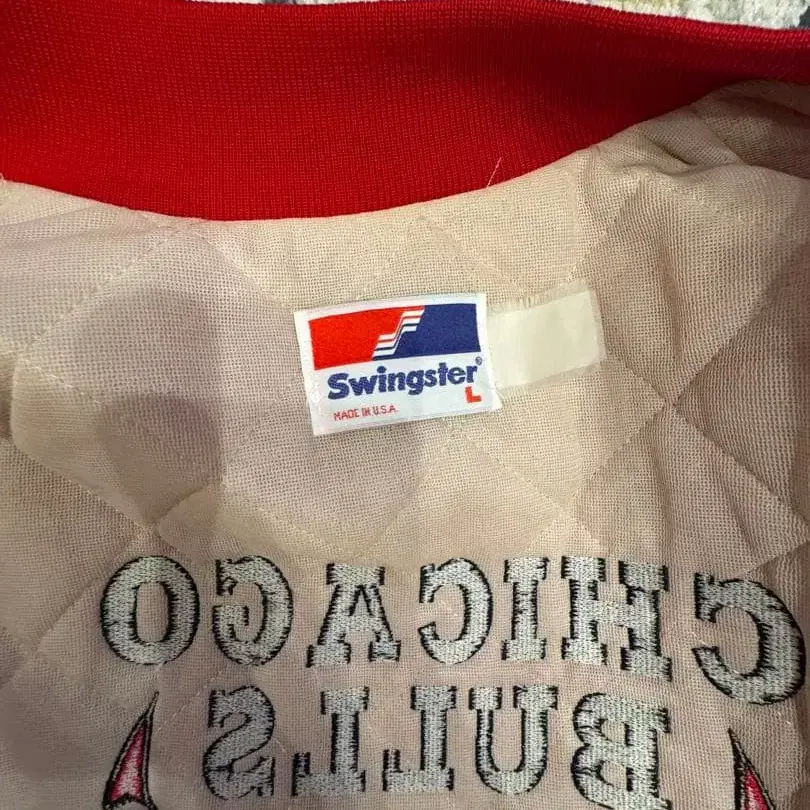 Swingster®
L
MADE IN U.S.A.
CHICAGO
BULLS